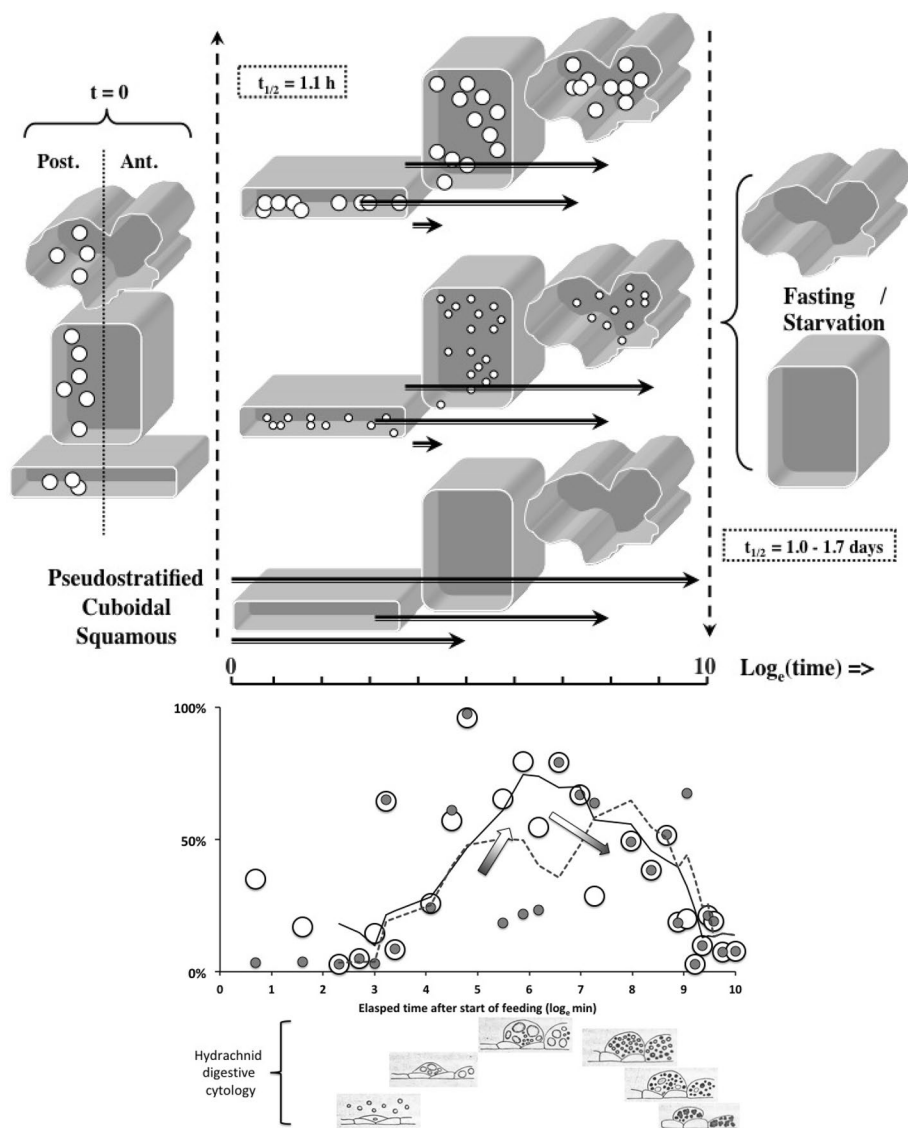 t = 0
Post. Ant.
t1/2 = 1.1 h
Fasting /
Starvation
t1/2 = 1.0 - 1.7 days
Pseudostratified
Cuboidal
Squamous
0 10 Loge(time) =>
100%
50%
0%
0 1 2 3 4 5 6 7 8 9 10
Elasped time after start of feeding (loge min)
Hydrachnid
digestive
cytology